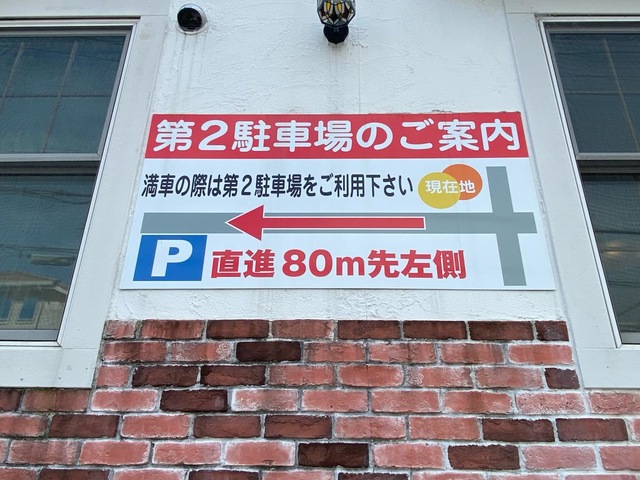 第2駐車場のご案内
満車の際は第2駐車場をご利用下さい
現在地
P 直進80m先左側